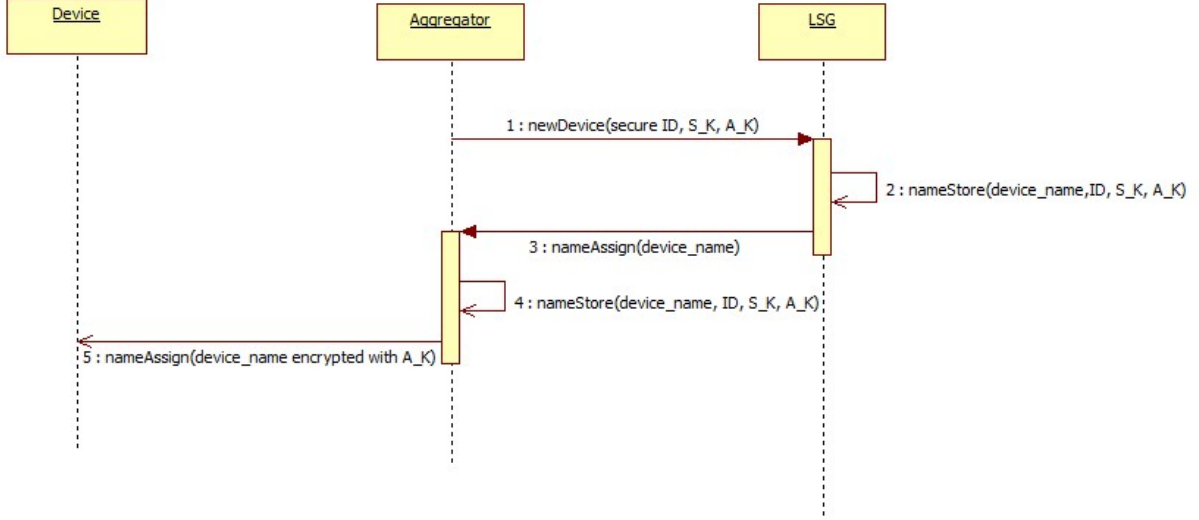 Device
Aggregator
LSG
1 : newDevice(secure ID, S_K, A_K)
2 : nameStore(device_name,ID, S_K, A_K)
3 : nameAssign(device_name)
4 : nameStore(device_name, ID, S_K, A_K)
5 : nameAssign(device_name encrypted with A_K)